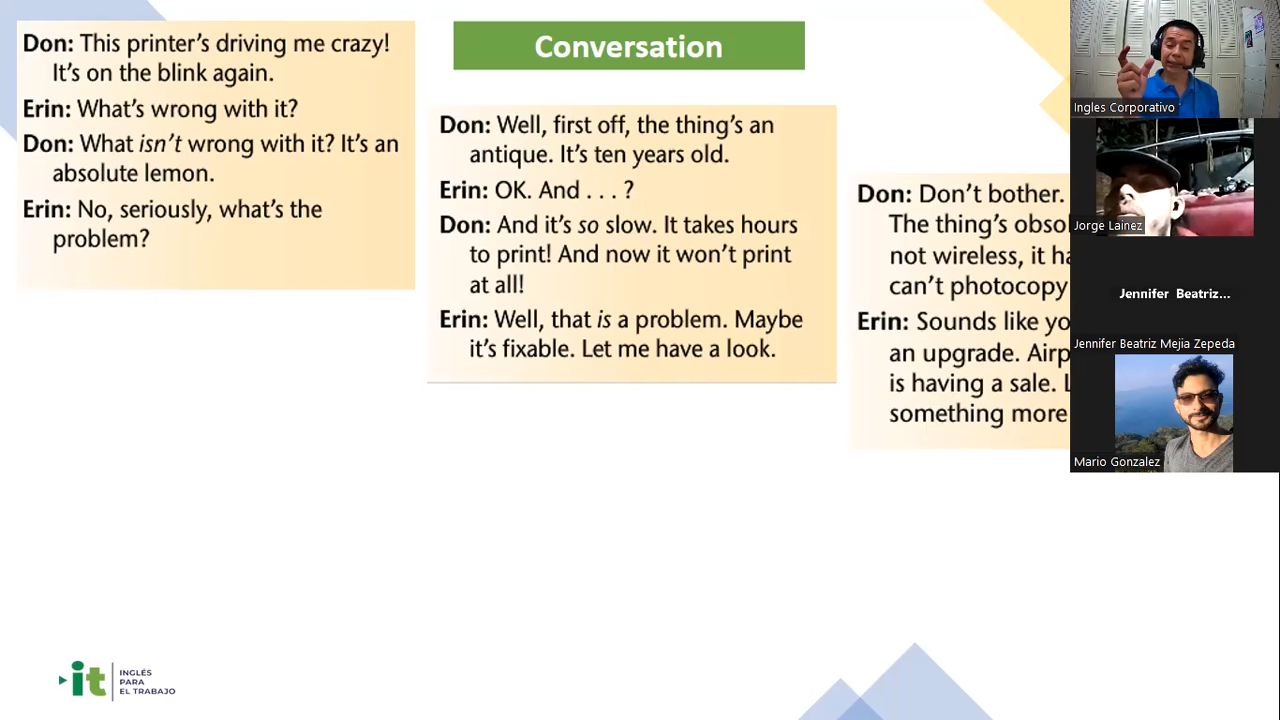 Conversation
Don: This printer's driving me crazy!
It's on the blink again.
Erin: What's wrong with it?
Don: What isn't wrong with it? It's an
absolute lemon.
Erin: No, seriously, what's the
problem?
Don: Well, first off, the thing's an
antique. It's ten years old.
Erin: OK. And . . . ?
Don: And it's so slow. It takes hours
to print! And now it won't print
at all!
Erin: Well, that is a problem. Maybe
it's fixable. Let me have a look.
Don: Don't bother.
The thing's
not wireless, it
can't photocopy
Erin: Sounds like
an upgrade.
is having a sale.
something more
Ingles Corporativo
Jorge Lainez
Jennifer Beatriz...
Jennifer Beatriz Mejia Zepeda
Mario Gonzalez
it
INGLÉS
PARA
EL TRABAJO